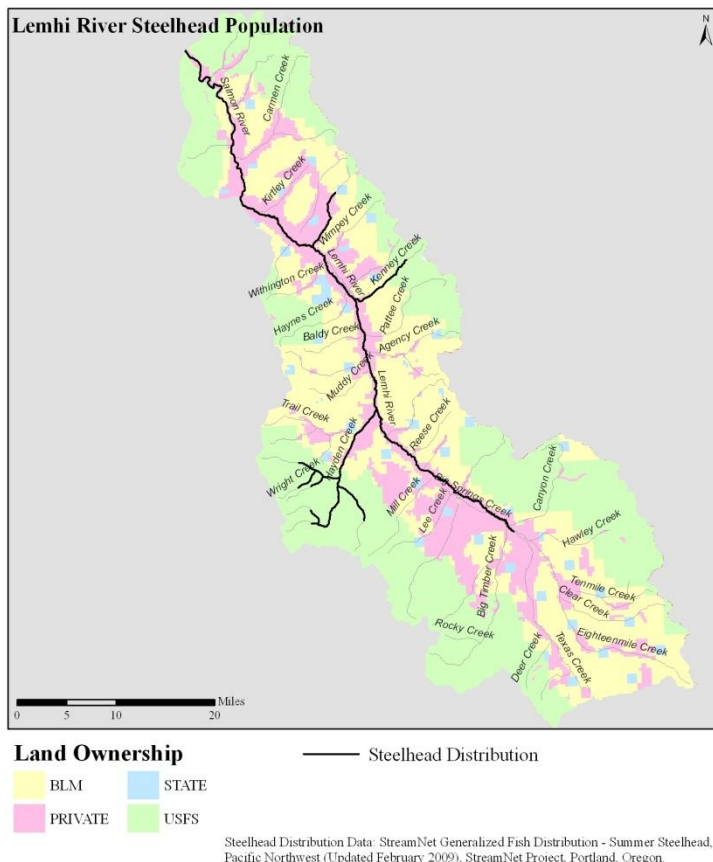 Lemhi River Steelhead Population
N
Salmon River
Carmen Creek
Kirtley Creek
Wimpey Creek
Lemhi River
Kenney Creek
Withington Creek
Pattee Creek
Haynes Creek
Baldy Creek
Agency Creek
Muddy Creek
Lemhi River
Trail Creek
Reese Creek
Hayden Creek
Wright Creek
Canyon Creek
Mill Creek
Big Springs Creek
Lee Creek
Hawley Creek
Big Timber Creek
Tenmile Creek
Clear Creek
Rocky Creek
Eighteenmile Creek
Deer Creek
Texas Creek
Miles
0 5 10 20
Land Ownership
Steelhead Distribution
BLM
STATE
PRIVATE
USFS
Steelhead Distribution Data: StreamNet Generalized Fish Distribution - Summer Steelhead,
Pacific Northwest (Updated February 2009). StreamNet Project, Portland, Oregon.